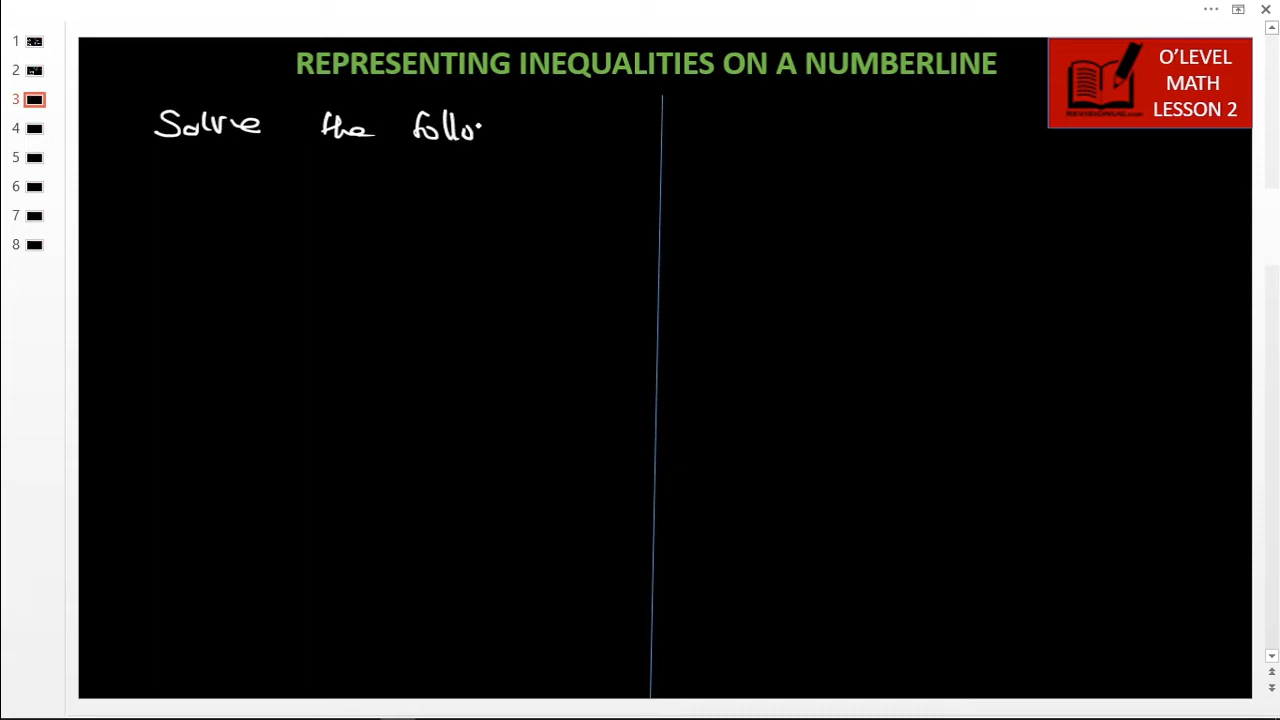 1
2
3
4
5
6
7
8
REPRESENTING INEQUALITIES ON A NUMBERLINE
O'LEVEL
MATH
LESSON 2
Solve the follo